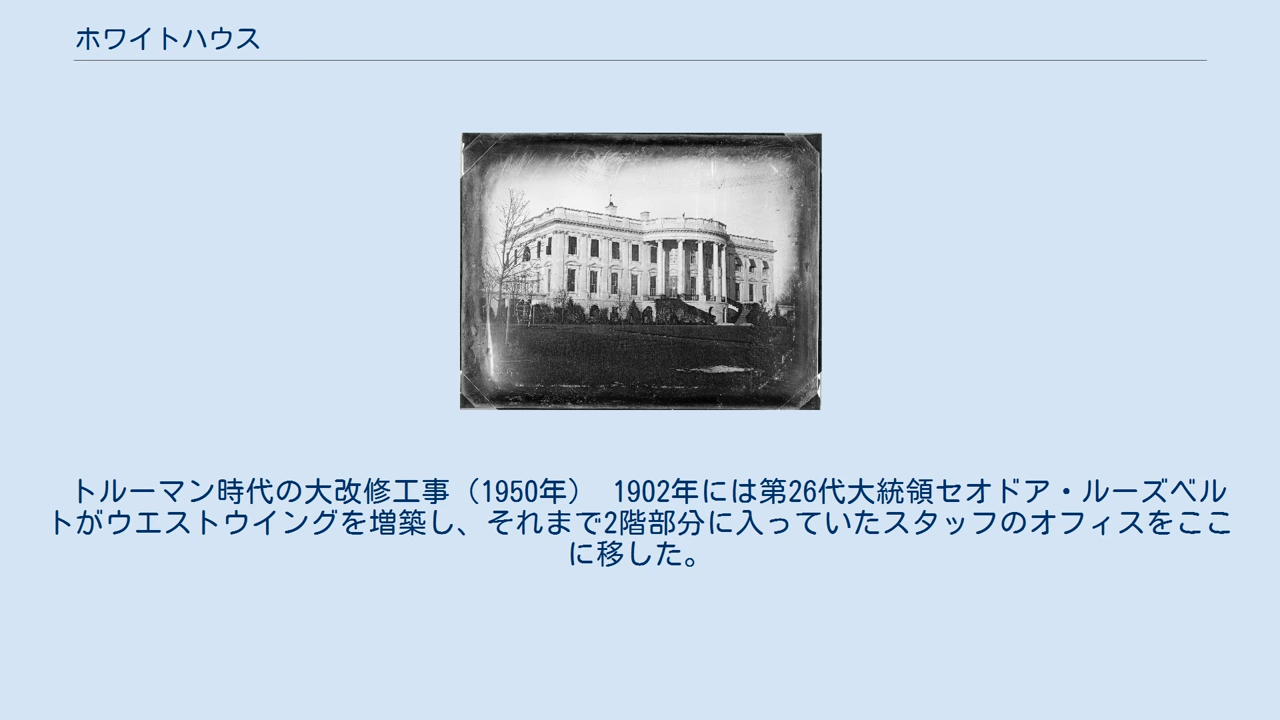 ホワイトハウス
トルーマン時代の大改修工事（1950年）　1902年には第26代大統領セオドア・ルーズベル
トがウエストウイングを増築し、それまで2階部分に入っていたスタッフのオフィスをここ
に移した。